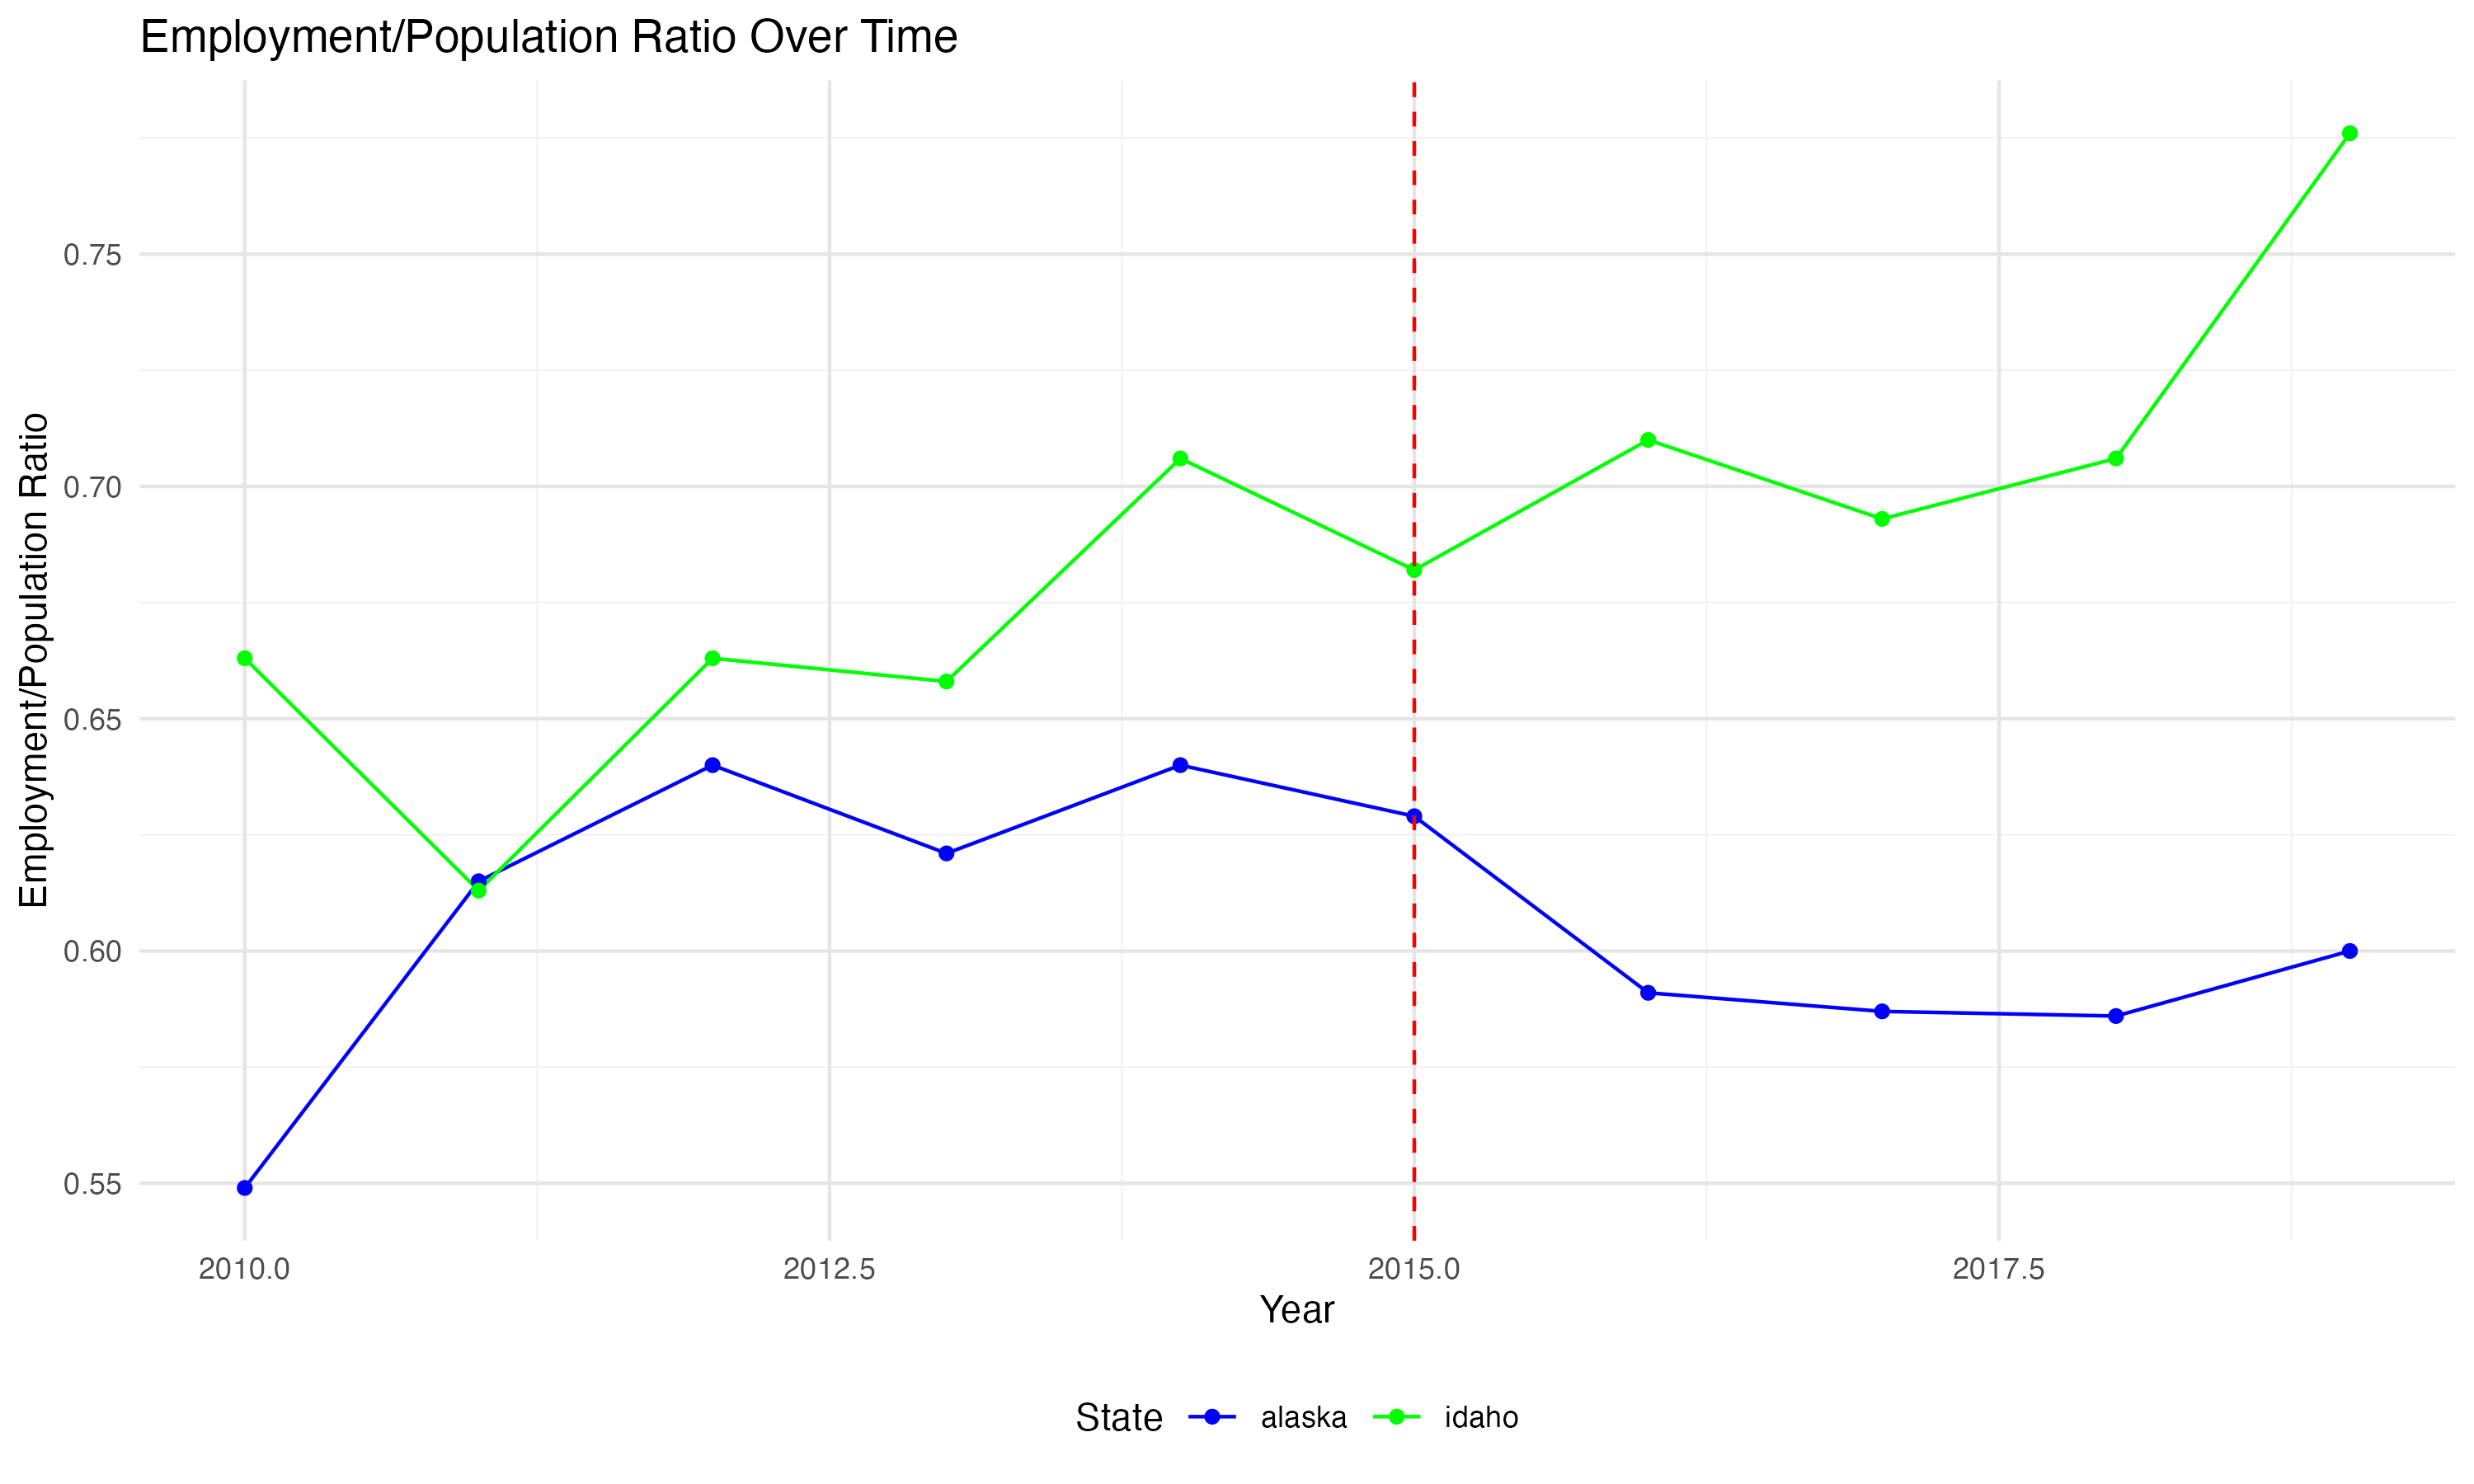 Employment/Population Ratio Over Time
Employment/Population Ratio
0.75
0.70
0.65
0.60
0.55
2010.0 2012.5 2015.0 2017.5
Year
State alaska idaho